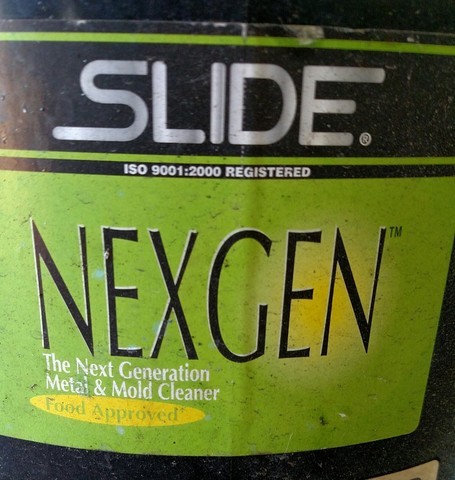 SLIDE®
ISO 9001:2000 REGISTERED
NEXGEN™
The Next Generation
Metal & Mold Cleaner
Food Approved*